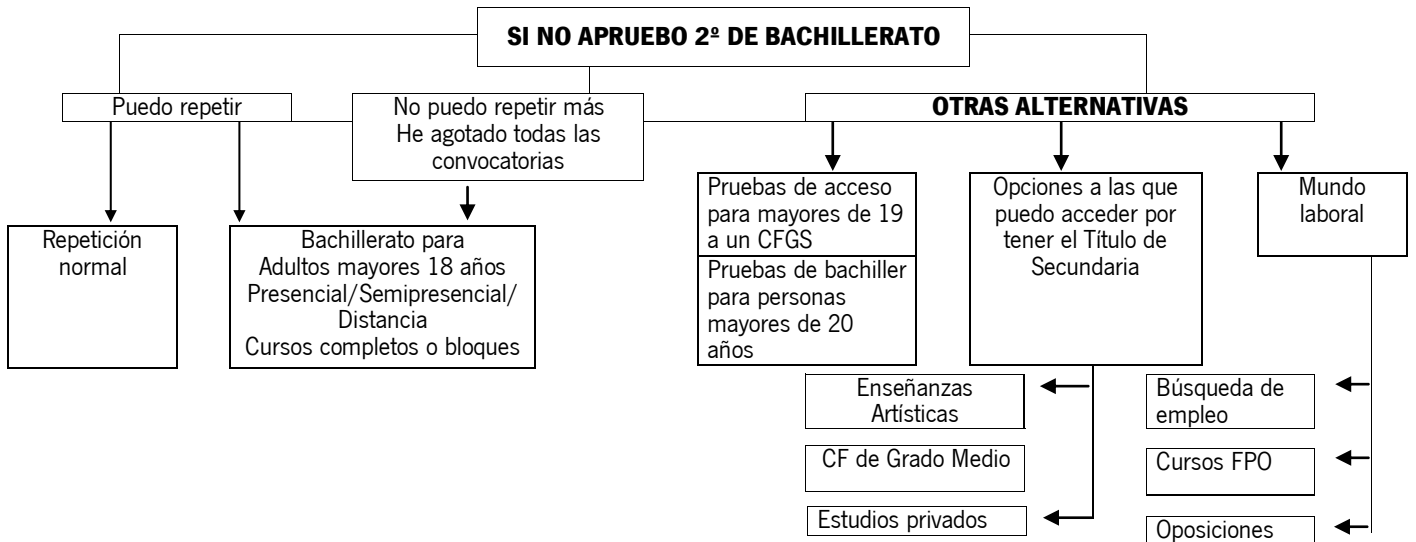 SI NO APRUEBO 2º DE BACHILLERATO
Puedo repetir
No puedo repetir más
He agotado todas las
convocatorias
OTRAS ALTERNATIVAS
Repetición
normal
Bachillerato para
Adultos mayores 18 años
Presencial/Semipresencial/
Distancia
Cursos completos o bloques
Pruebas de acceso
para mayores de 19
a un CFGS
Pruebas de bachiller
para personas
mayores de 20
años
Opciones a las que
puedo acceder por
tener el Título de
Secundaria
Mundo
laboral
Enseñanzas
Artísticas
CF de Grado Medio
Estudios privados
Búsqueda de
empleo
Cursos FPO
Oposiciones